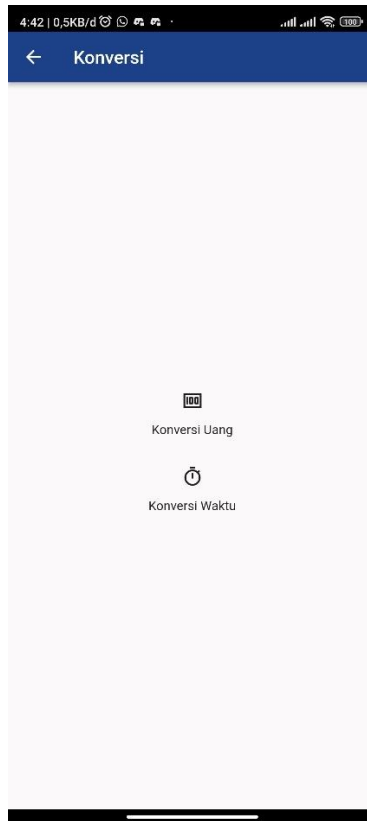 4:42 | 0,5KB/d 100
Konversi
100
Konversi Uang
Konversi Waktu